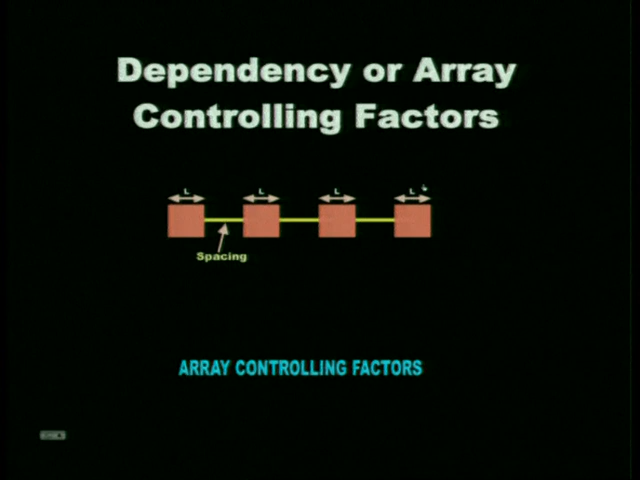 Dependency or Array
Controlling Factors
L L L L
Spacing
ARRAY CONTROLLING FACTORS